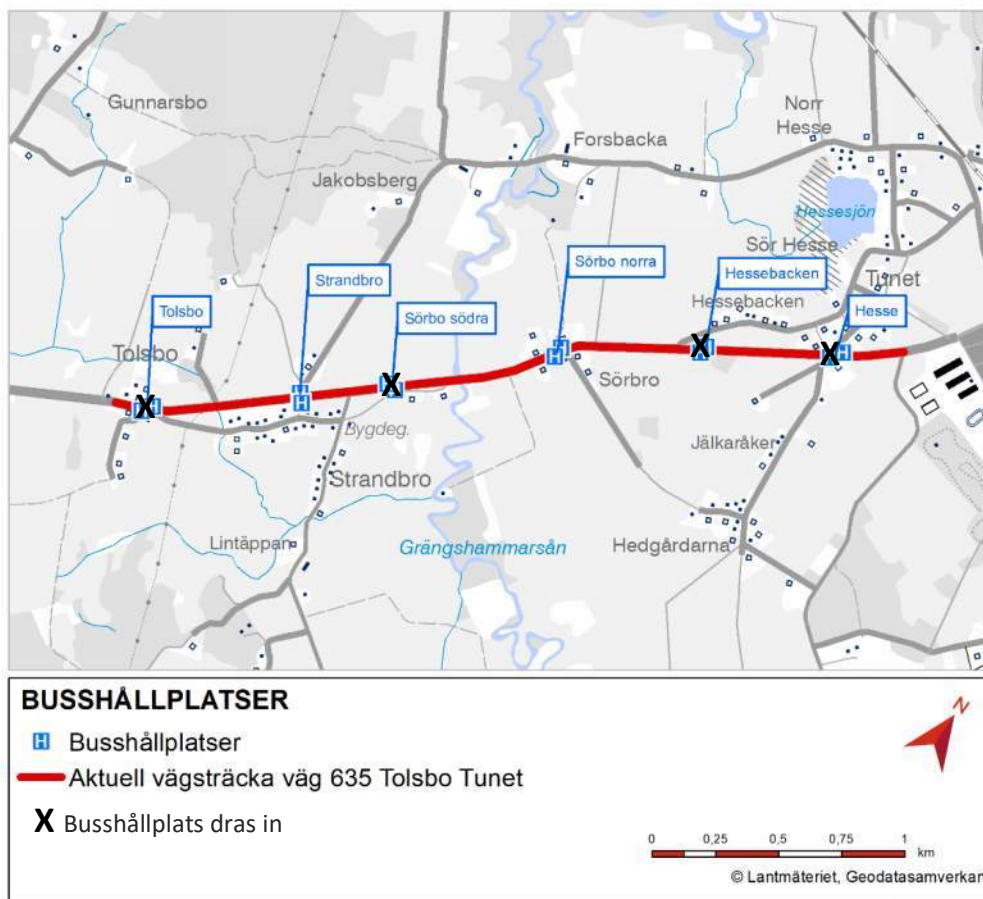 Gunnarsbo
Norr
Hesse
Forsbacka
Jakobsberg
Hessesjön
Sör Hesse
Sörbo norra
Strandbro
Hessebacken
Tunet
Tolsbo
Sörbo södra
Hessebacken
Hesse
Tolsbo
Sörbro
Bygdeg.
Jälkaråker
Strandbro
Lintäppan
Grängshammarsån
Hedgårdarna
H
H
H
H
H
H
H
X
X
X
X
BUSSHÅLLPLATSER
N
H Busshållplatser
Aktuell vägsträcka väg 635 Tolsbo Tunet
X Busshållplats dras in
0 0,25 0,5 0,75 1
km
© Lantmäteriet, Geodatasamverkan